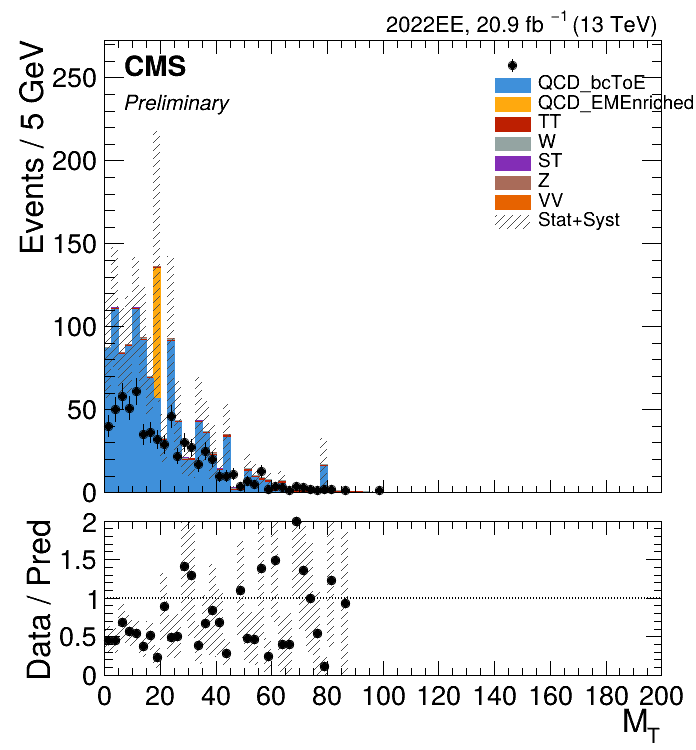 2022EE, 20.9 fb⁻¹ (13 TeV)
CMS
Preliminary
Events / 5 GeV
250
200
150
100
50
0
QCD_bcToE
QCD_EMEnriched
TT
W
ST
Z
VV
Stat+Syst
Data / Pred
2
1.5
1
0.5
0
0 20 40 60 80 100 120 140 160 180 200
M_T